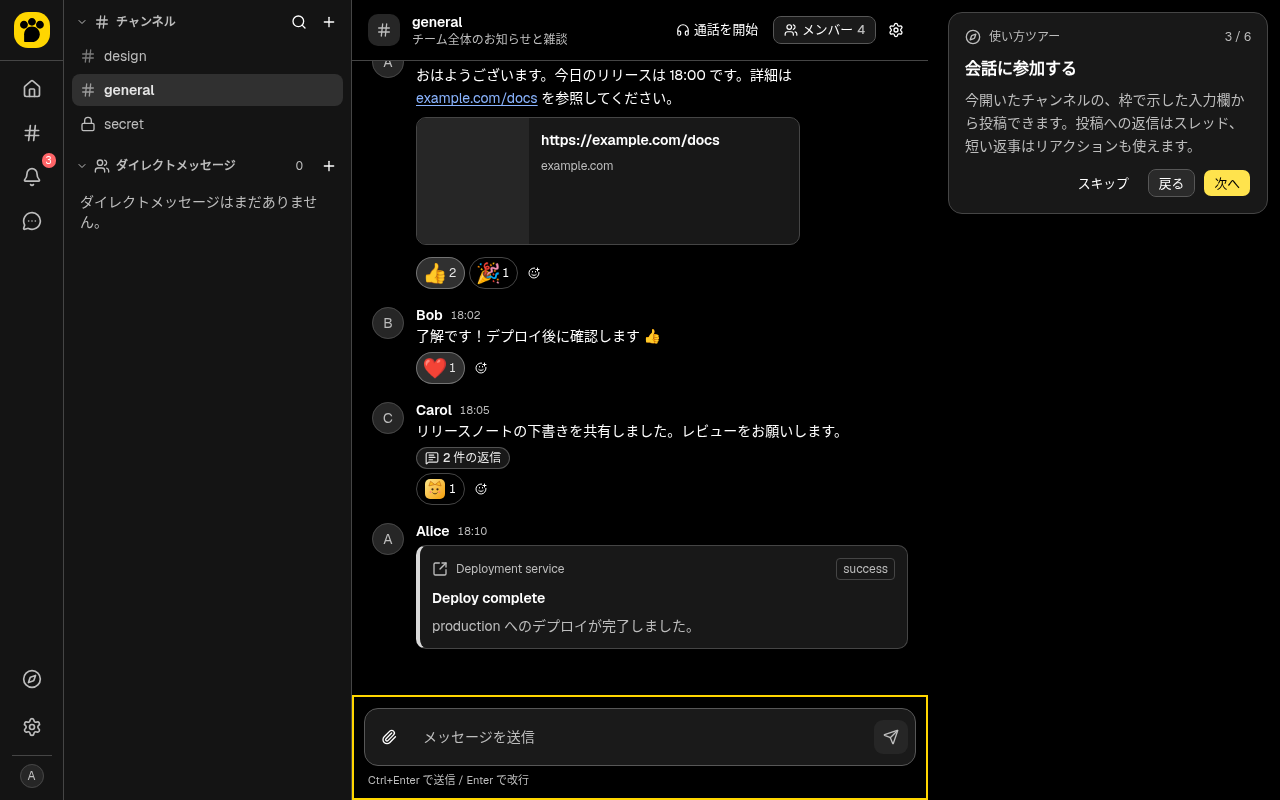 チャンネル
design
general
secret
ダイレクトメッセージ 0
ダイレクトメッセージはまだありませ
ん。
3
A
general
チーム全体のお知らせと雑談
通話を開始
メンバー 4
A
おはようございます。今日のリリースは 18:00 です。詳細は
example.com/docs を参照してください。
https://example.com/docs
example.com
2
1
B
Bob 18:02
了解です！デプロイ後に確認します 👍
1
C
Carol 18:05
リリースノートの下書きを共有しました。レビューをお願いします。
2 件の返信
1
A
Alice 18:10
Deployment service
success
Deploy complete
production へのデプロイが完了しました。
メッセージを送信
Ctrl+Enter で送信 / Enter で改行
使い方ツアー 3 / 6
会話に参加する
今開いたチャンネルの、枠で示した入力欄か
ら投稿できます。投稿への返信はスレッド、
短い返事はリアクションも使えます。
スキップ 戻る 次へ